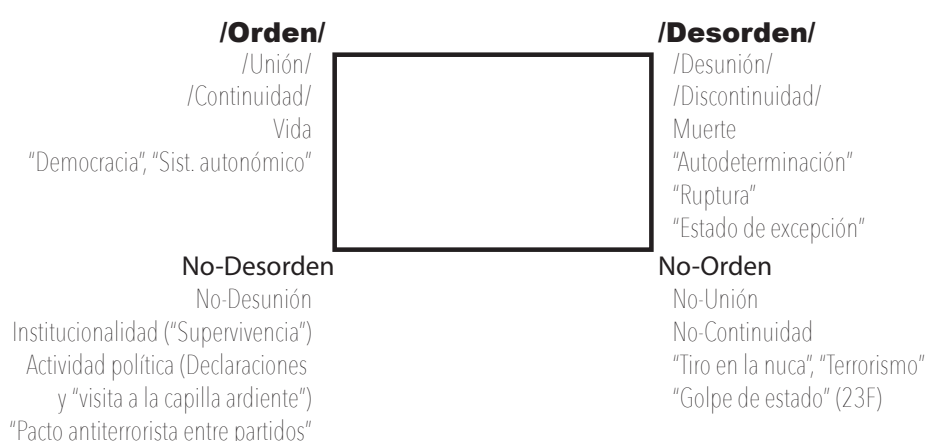 /Orden/
/Unión/
/Continuidad/
Vida
“Democracia”, “Sist. autonómico”
/Desorden/
/Desunión/
/Discontinuidad/
Muerte
“Autodeterminación”
“Ruptura”
“Estado de excepción”
No-Desorden
No-Desunión
Institucionalidad (“Supervivencia”)
Actividad política (Declaraciones
y “visita a la capilla ardiente”)
“Pacto antiterrorista entre partidos”
No-Orden
No-Unión
No-Continuidad
“Tiro en la nuca”, “Terrorismo”
“Golpe de estado” (23F)